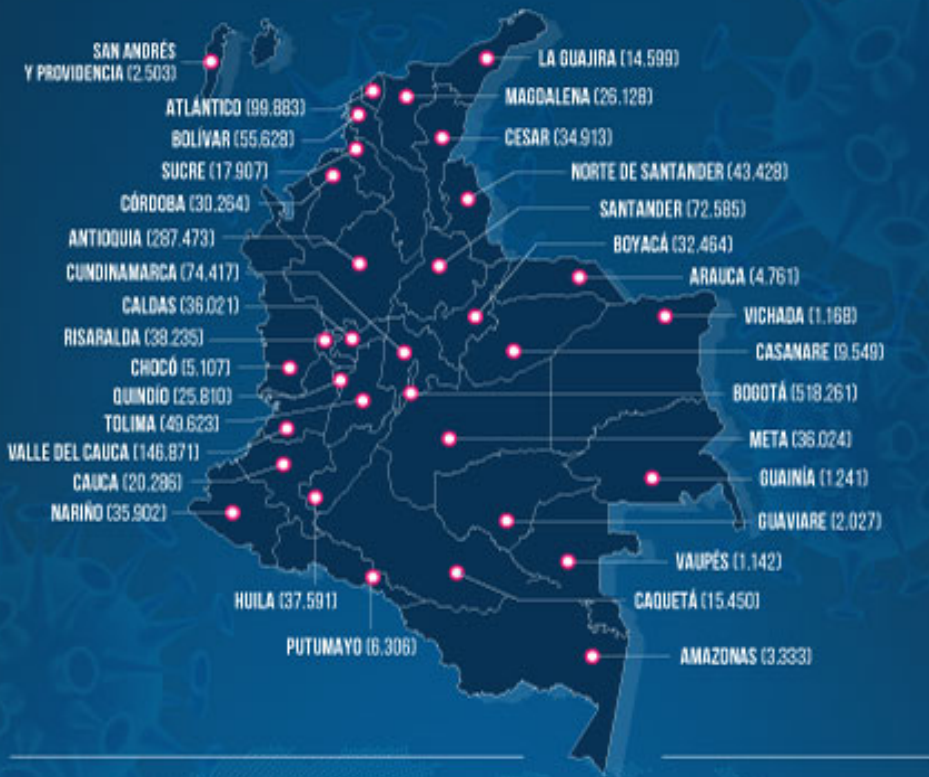 SAN ANDRÉS
Y PROVIDENCIA (2.503)
ATLÁNTICO (99.883)
BOLÍVAR (55.628)
SUCRE (17.907)
CÓRDOBA (30.264)
ANTIOQUIA (287.473)
CUNDINAMARCA (74.417)
CALDAS (36.021)
RISARALDA (38.235)
CHOCÓ (5.107)
QUINDÍO (25.810)
TOLIMA (49.623)
VALLE DEL CAUCA (146.871)
CAUCA (20.286)
NARIÑO (35.902)
HUILA (37.591)
PUTUMAYO (6.306)
LA GUAJIRA (14.599)
MAGDALENA (26.128)
CESAR (34.913)
NORTE DE SANTANDER (43.428)
SANTANDER (72.585)
BOYACÁ (32.464)
ARAUCA (4.761)
VICHADA (1.168)
CASANARE (9.549)
BOGOTÁ (518.261)
META (36.024)
GUAINÍA (1.241)
GUAVIARE (2.027)
VAUPÉS (1.142)
CAQUETÁ (15.450)
AMAZONAS (3.333)